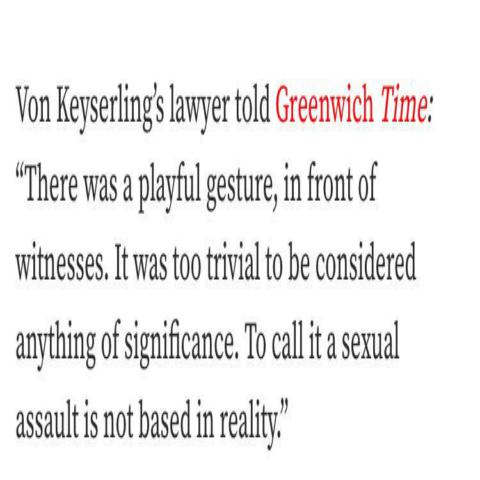 Von Keyserling’s lawyer told Greenwich Time:
“There was a playful gesture, in front of
witnesses. It was too trivial to be considered
anything of significance. To call it a sexual
assault is not based in reality.”